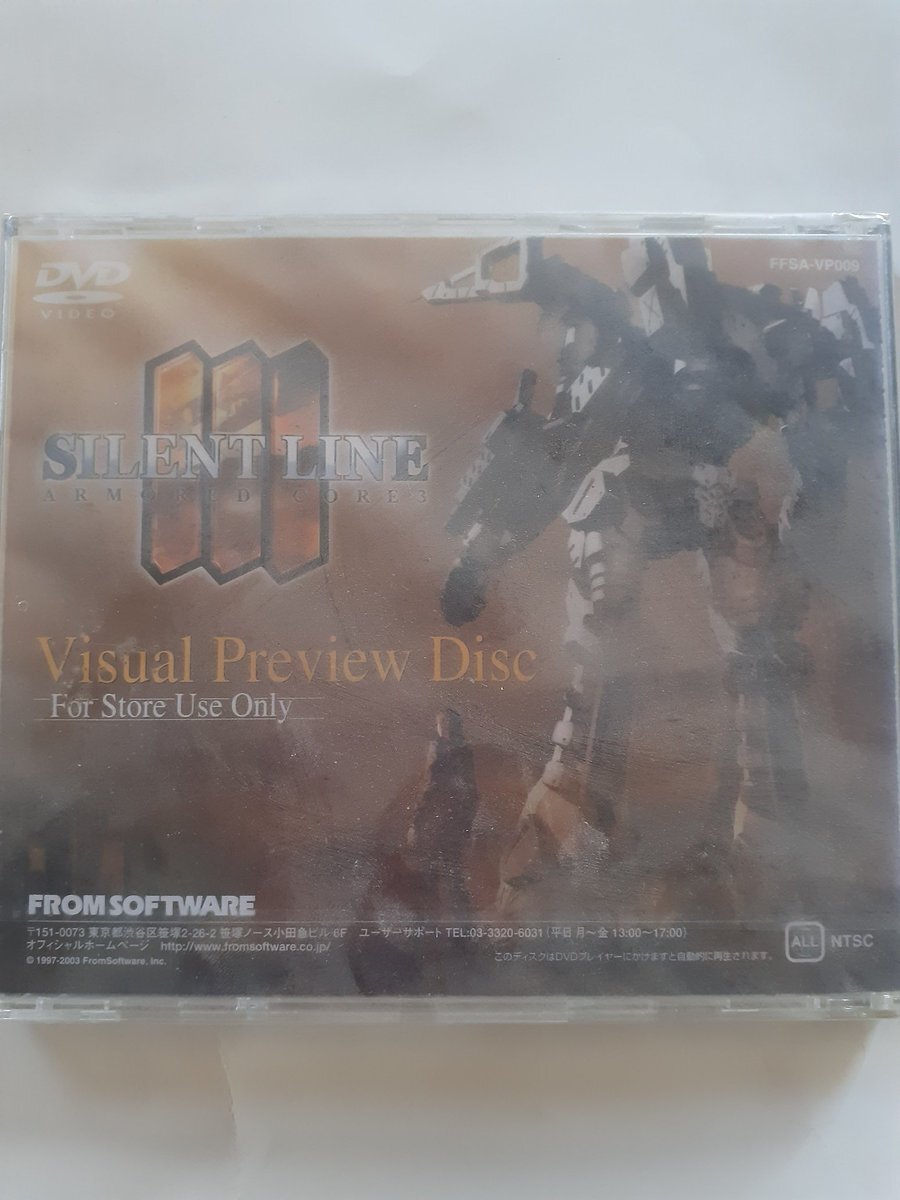 DVD
VIDEO
FFSA-VP009
SILENT LINE
ARMORED CORE 3
Visual Preview Disc
For Store Use Only
FROM SOFTWARE
〒151-0073 東京都渋谷区笹塚2-26-2 笹塚ノース小田急ビル6F ユーザーサポート TEL:03-3320-6031 (平日 月～金 13:00～17:00)
オフィシャルホームページ http://www.fromsoftware.co.jp/
このディスクはDVDプレイヤーにかけますと自動的に再生されます。
© 1997-2003 FromSoftware, Inc.
ALL
NTSC